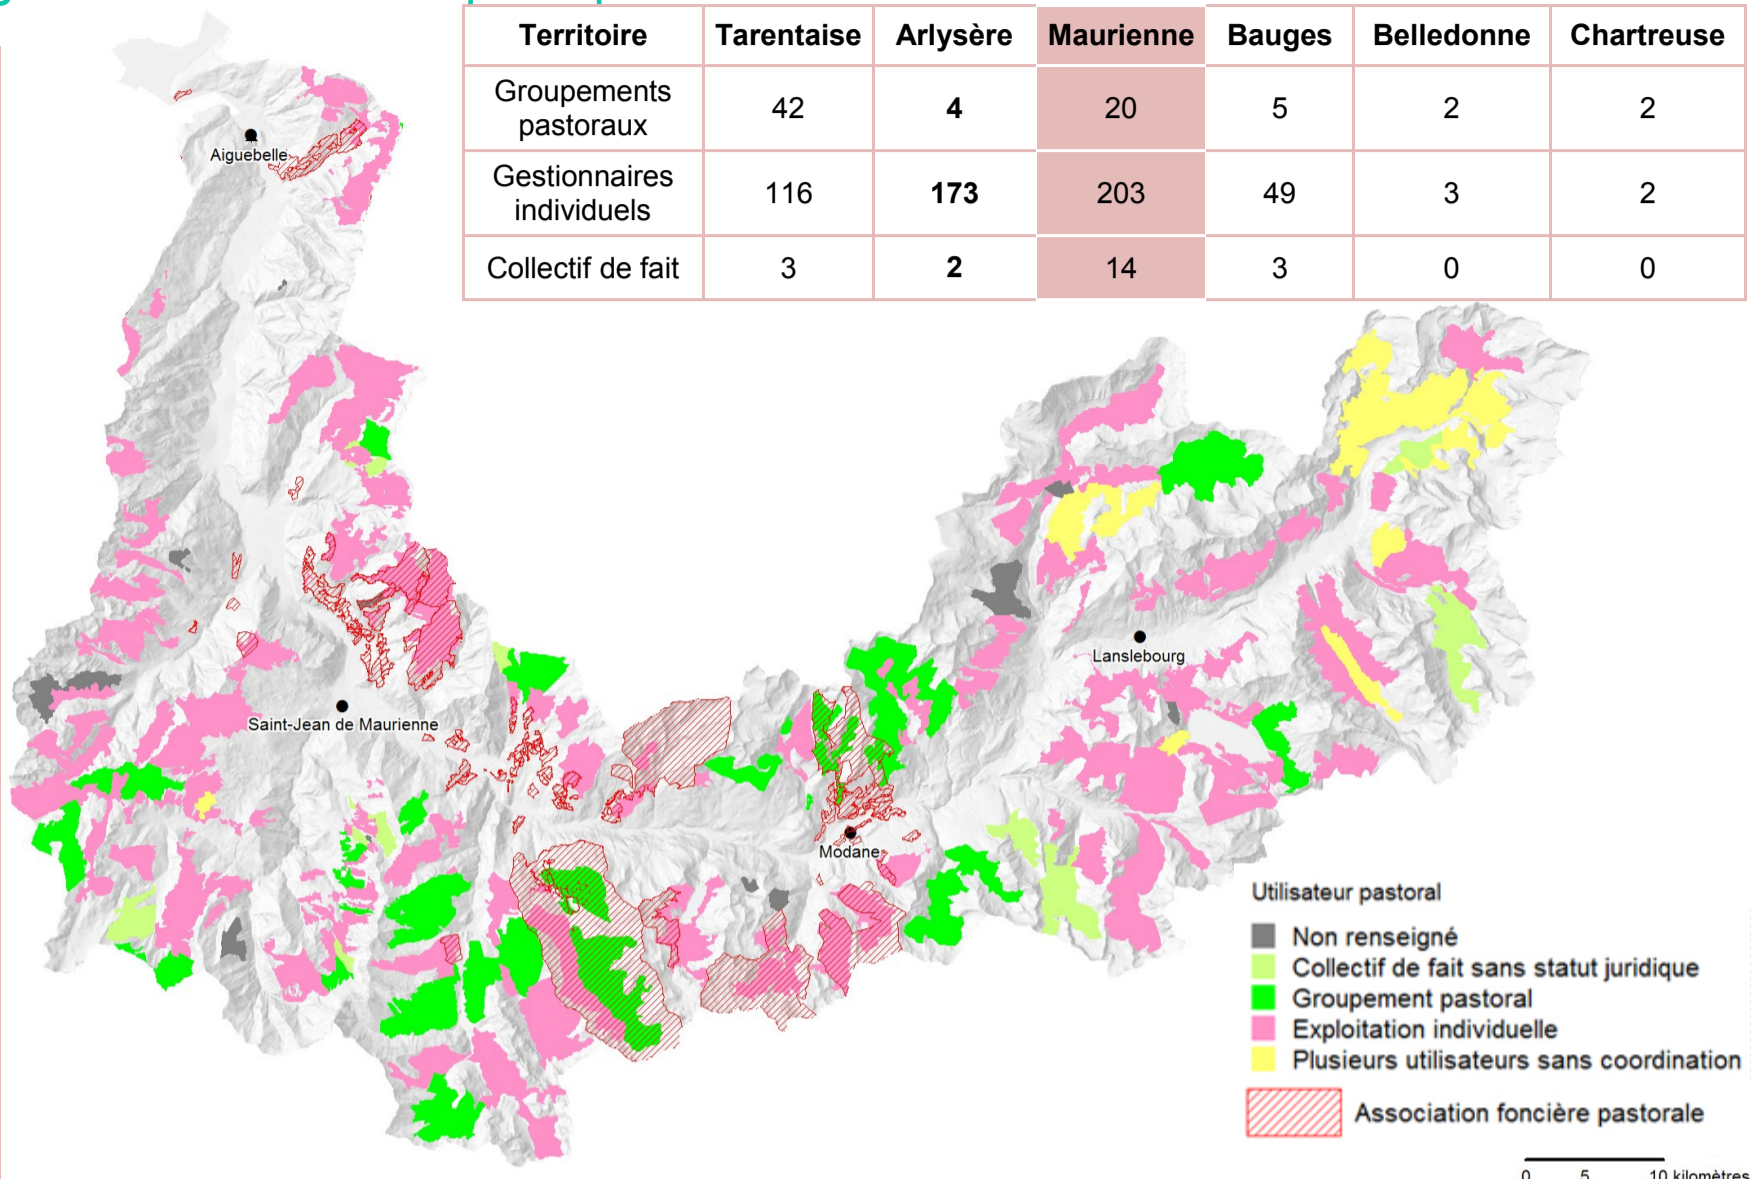 Territoire Tarentaise Arlysère Maurienne Bauges Belledonne Chartreuse
Groupements
pastoraux 42 4 20 5 2 2
Gestionnaires
individuels 116 173 203 49 3 2
Collectif de fait 3 2 14 3 0 0
Aiguebelle
Lanslebourg
Saint-Jean de Maurienne
Modane
Utilisateur pastoral
Non renseigné
Collectif de fait sans statut juridique
Groupement pastoral
Exploitation individuelle
Plusieurs utilisateurs sans coordination
Association foncière pastorale
0 5 10 kilomètres